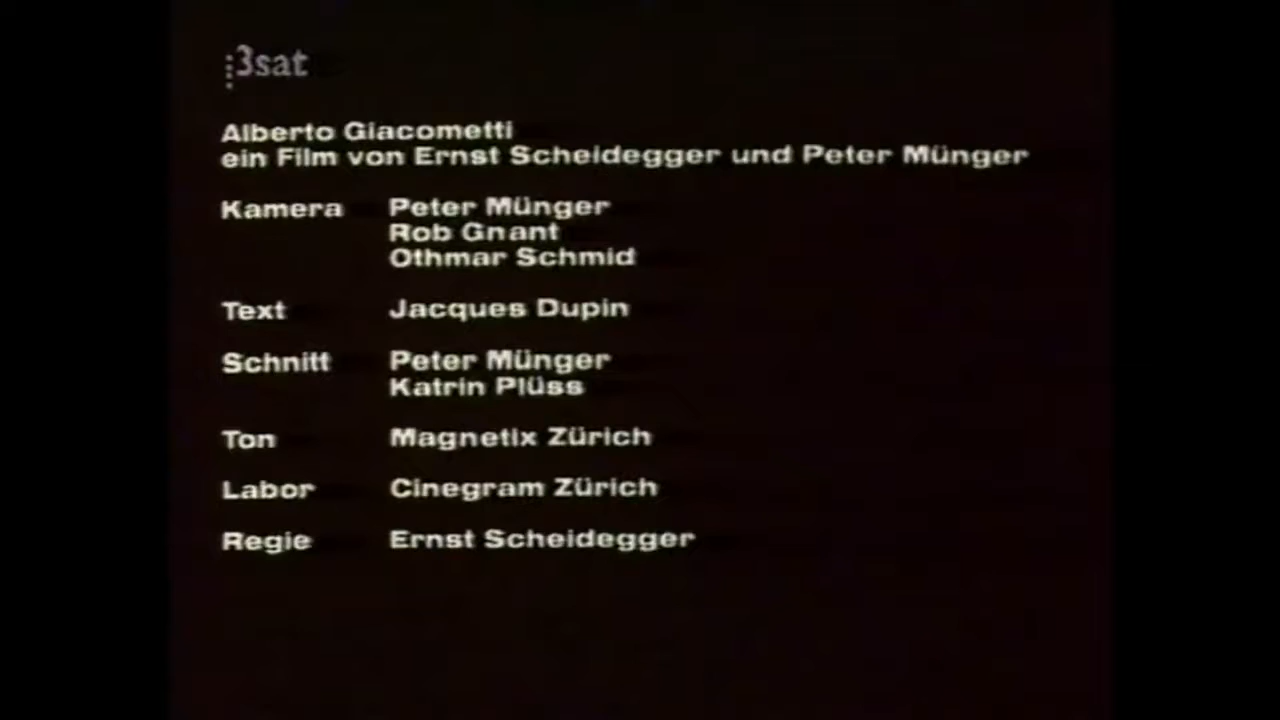 3sat
Alberto Giacometti
ein Film von Ernst Scheidegger und Peter Münger
Kamera Peter Münger
Rob Gnant
Othmar Schmid
Text Jacques Dupin
Schnitt Peter Münger
Katrin Plüss
Ton Magnetix Zürich
Labor Cinegram Zürich
Regie Ernst Scheidegger